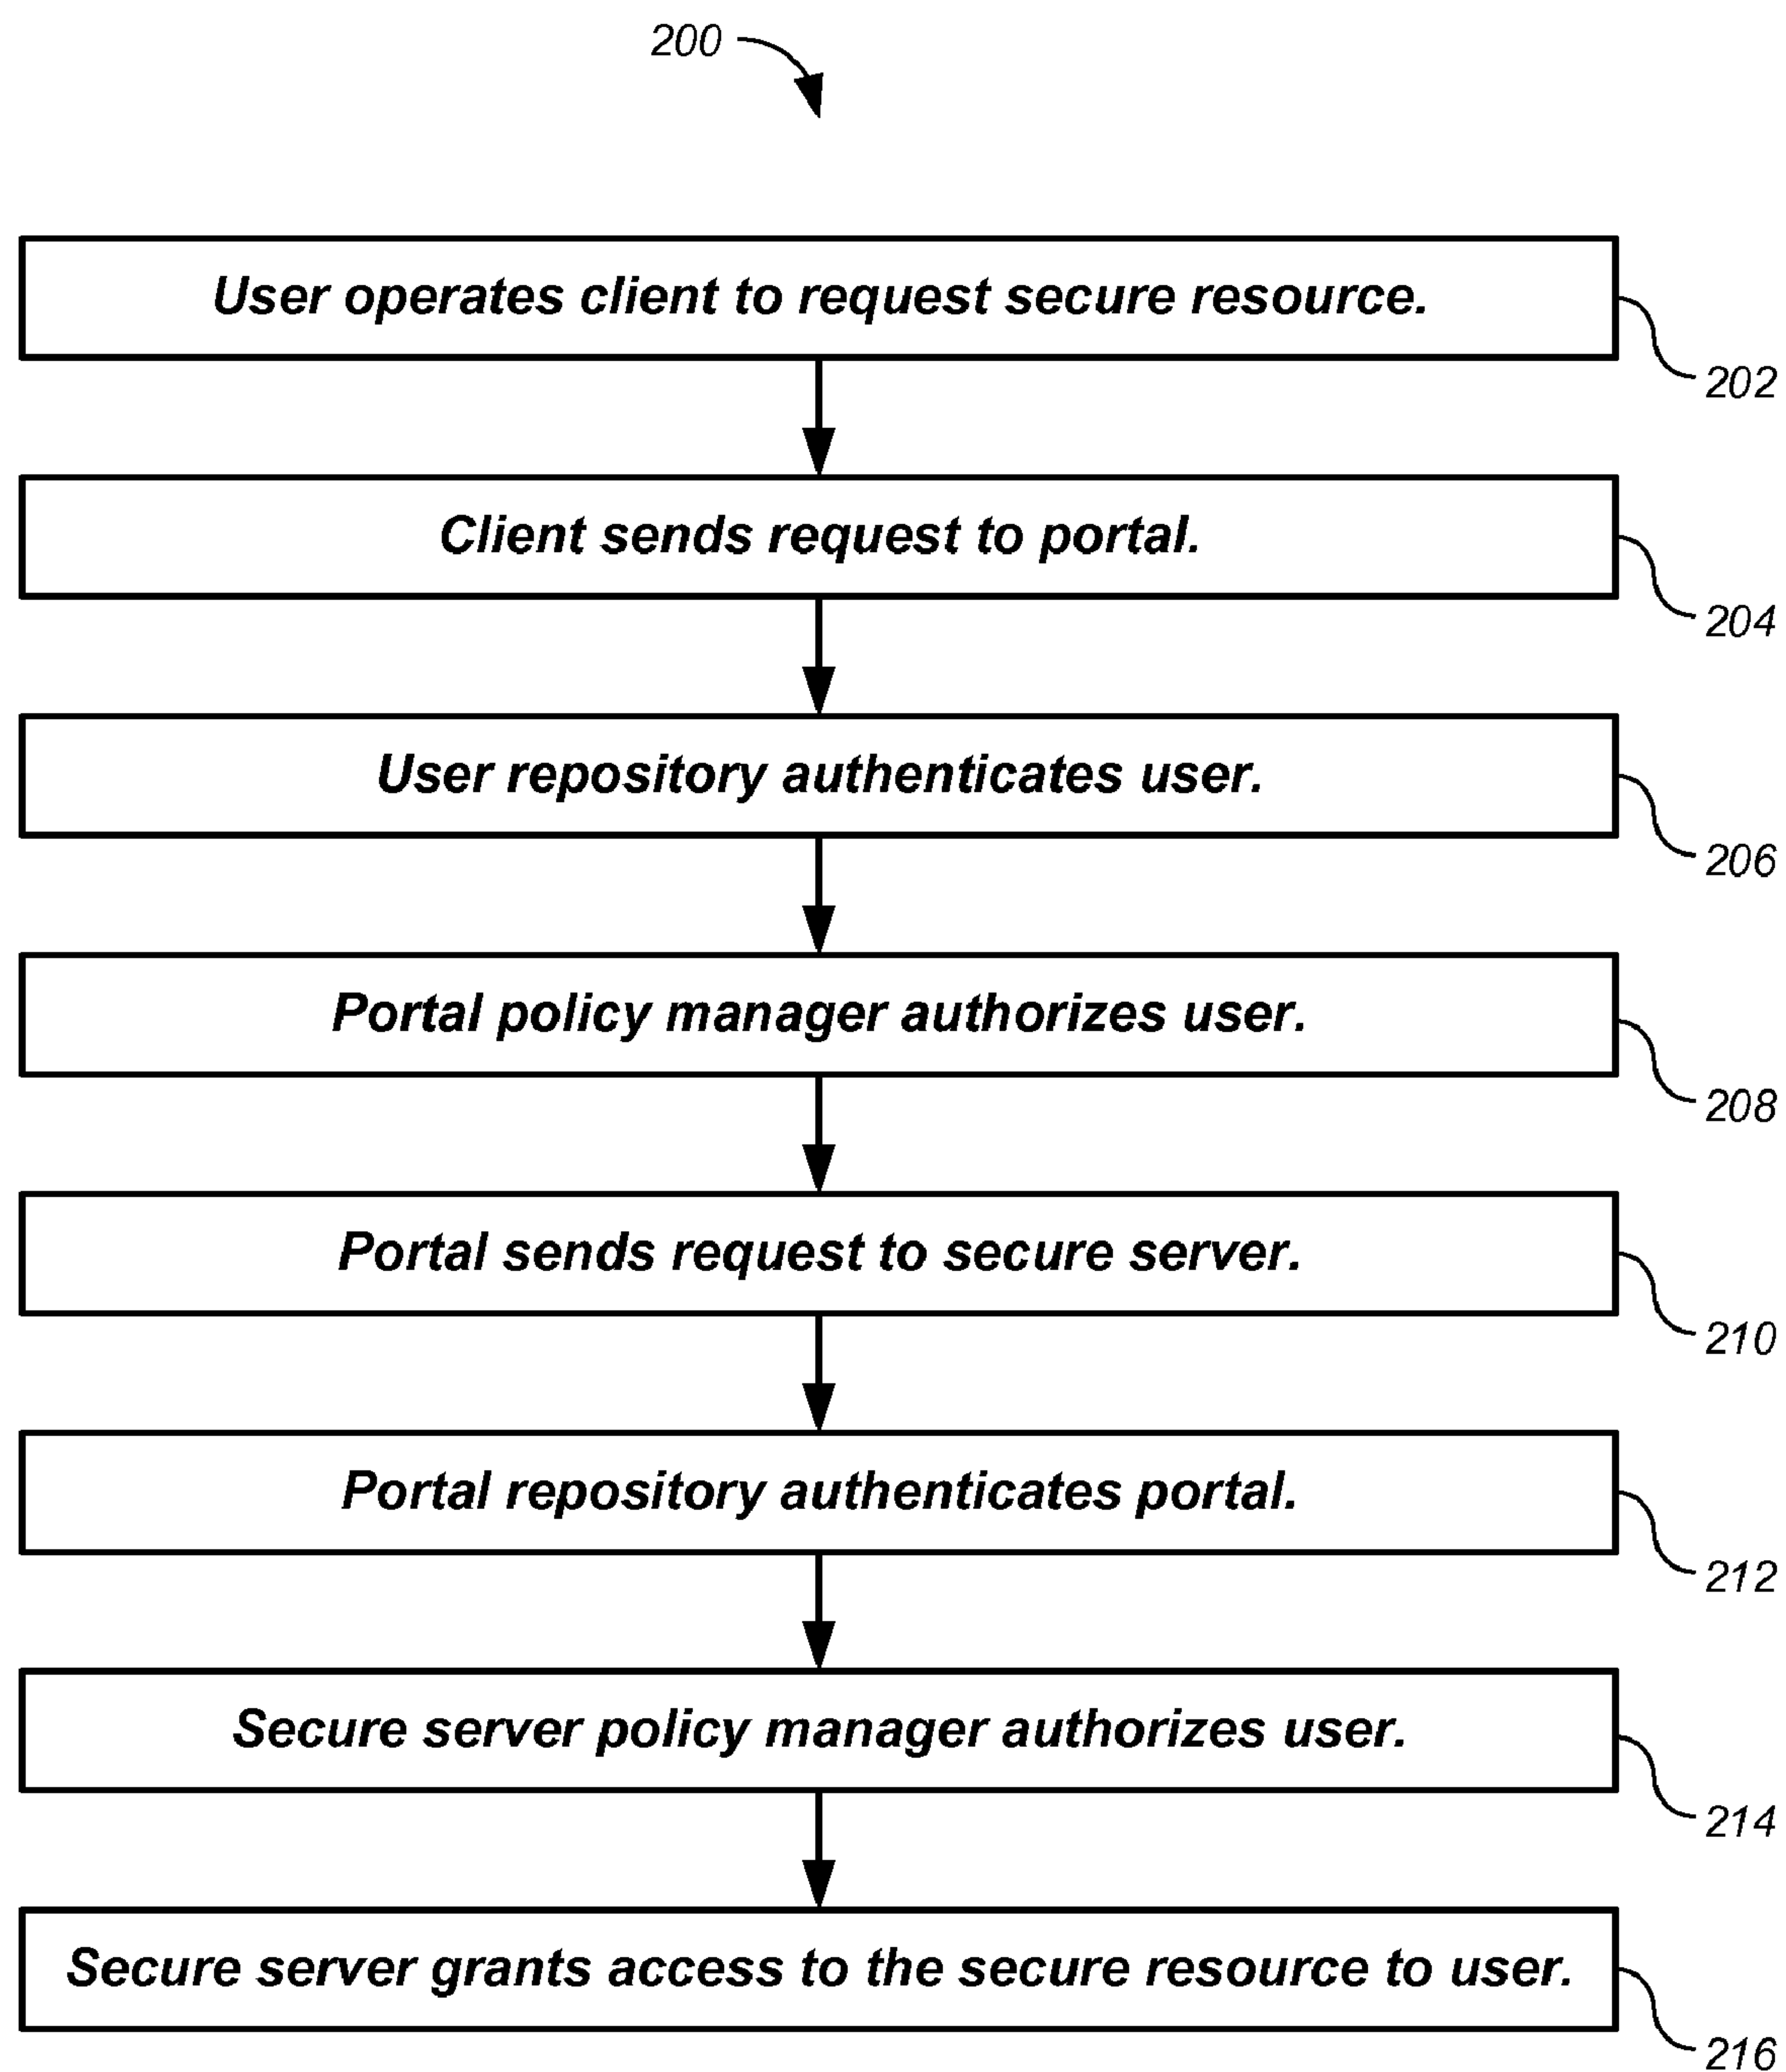 200
User operates client to request secure resource.
202
Client sends request to portal.
204
User repository authenticates user.
206
Portal policy manager authorizes user.
208
Portal sends request to secure server.
210
Portal repository authenticates portal.
212
Secure server policy manager authorizes user.
214
Secure server grants access to the secure resource to user.
216